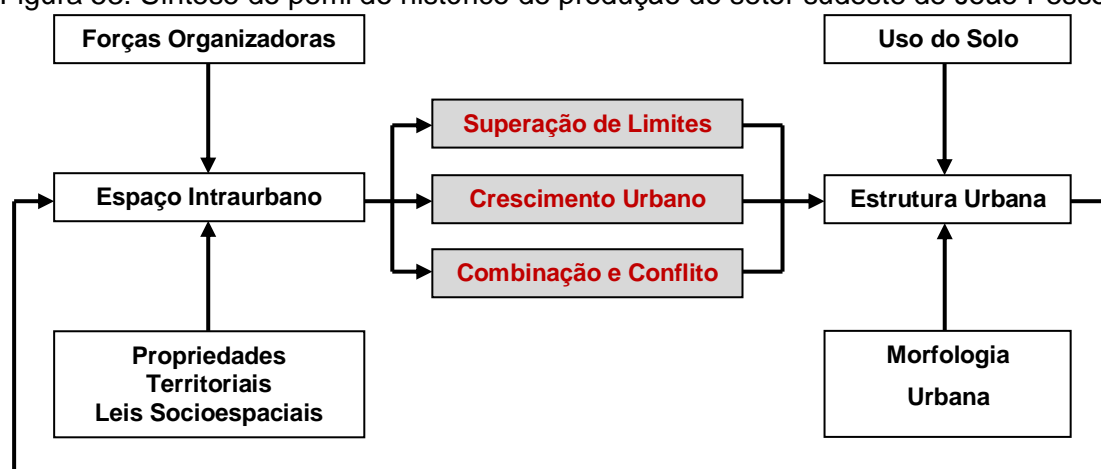 Forças Organizadoras
Uso do Solo
Superação de Limites
Espaço Intraurbano
Crescimento Urbano
Estrutura Urbana
Combinação e Conflito
Propriedades
Territoriais
Leis Socioespaciais
Morfologia
Urbana